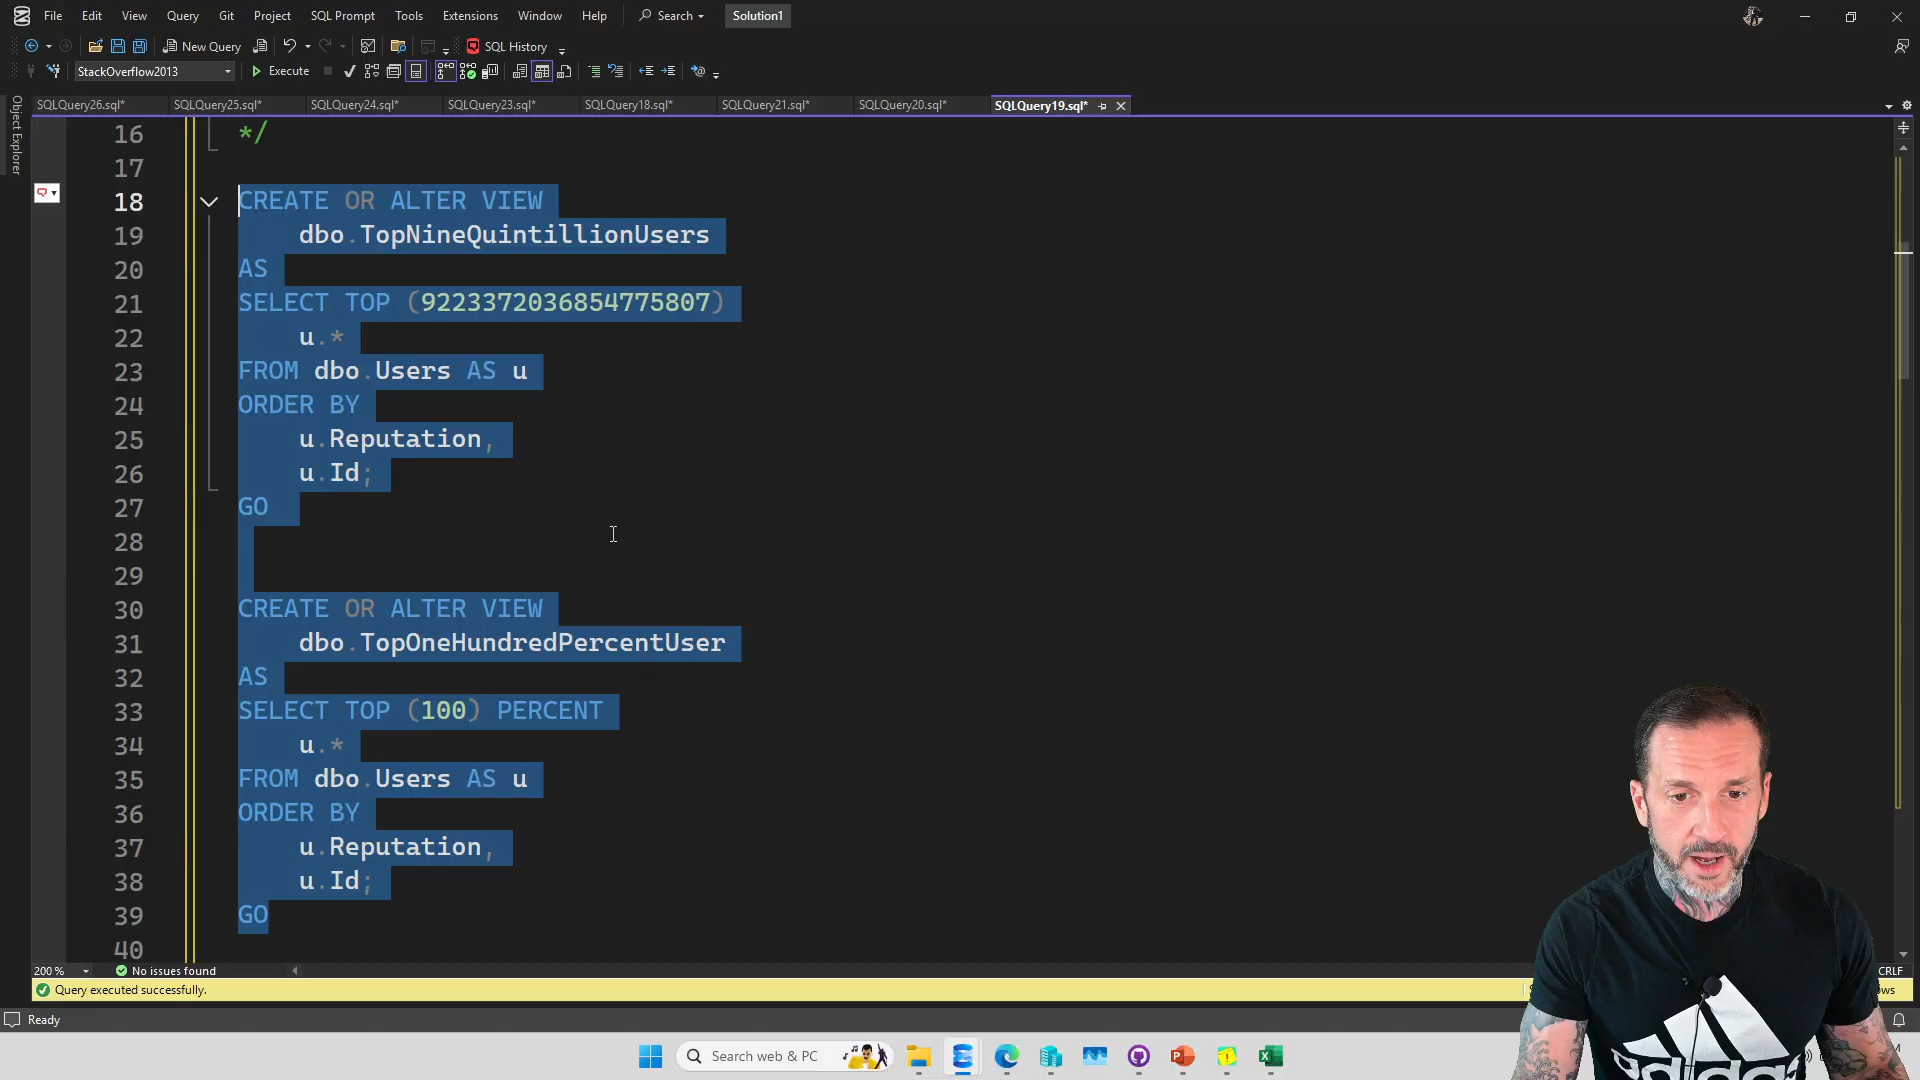 File Edit View Query Git Project SQL Prompt Tools Extensions Window Help Search Solution1
New Query SQL History
StackOverflow2013 Execute
SQLQuery26.sql* SQLQuery25.sql* SQLQuery24.sql* SQLQuery23.sql* SQLQuery18.sql* SQLQuery21.sql* SQLQuery20.sql* SQLQuery19.sql*
Object Explorer
16 */
17
18 CREATE OR ALTER VIEW
19 dbo.TopNineQuintillionUsers
20 AS
21 SELECT TOP (9223372036854775807)
22 u.*
23 FROM dbo.Users AS u
24 ORDER BY
25 u.Reputation,
26 u.Id;
27 GO
28
29
30 CREATE OR ALTER VIEW
31 dbo.TopOneHundredPercentUser
32 AS
33 SELECT TOP (100) PERCENT
34 u.*
35 FROM dbo.Users AS u
36 ORDER BY
37 u.Reputation,
38 u.Id;
39 GO
40
200 % No issues found CRLF
Query executed successfully.
Ready
Search web & PC
adidas